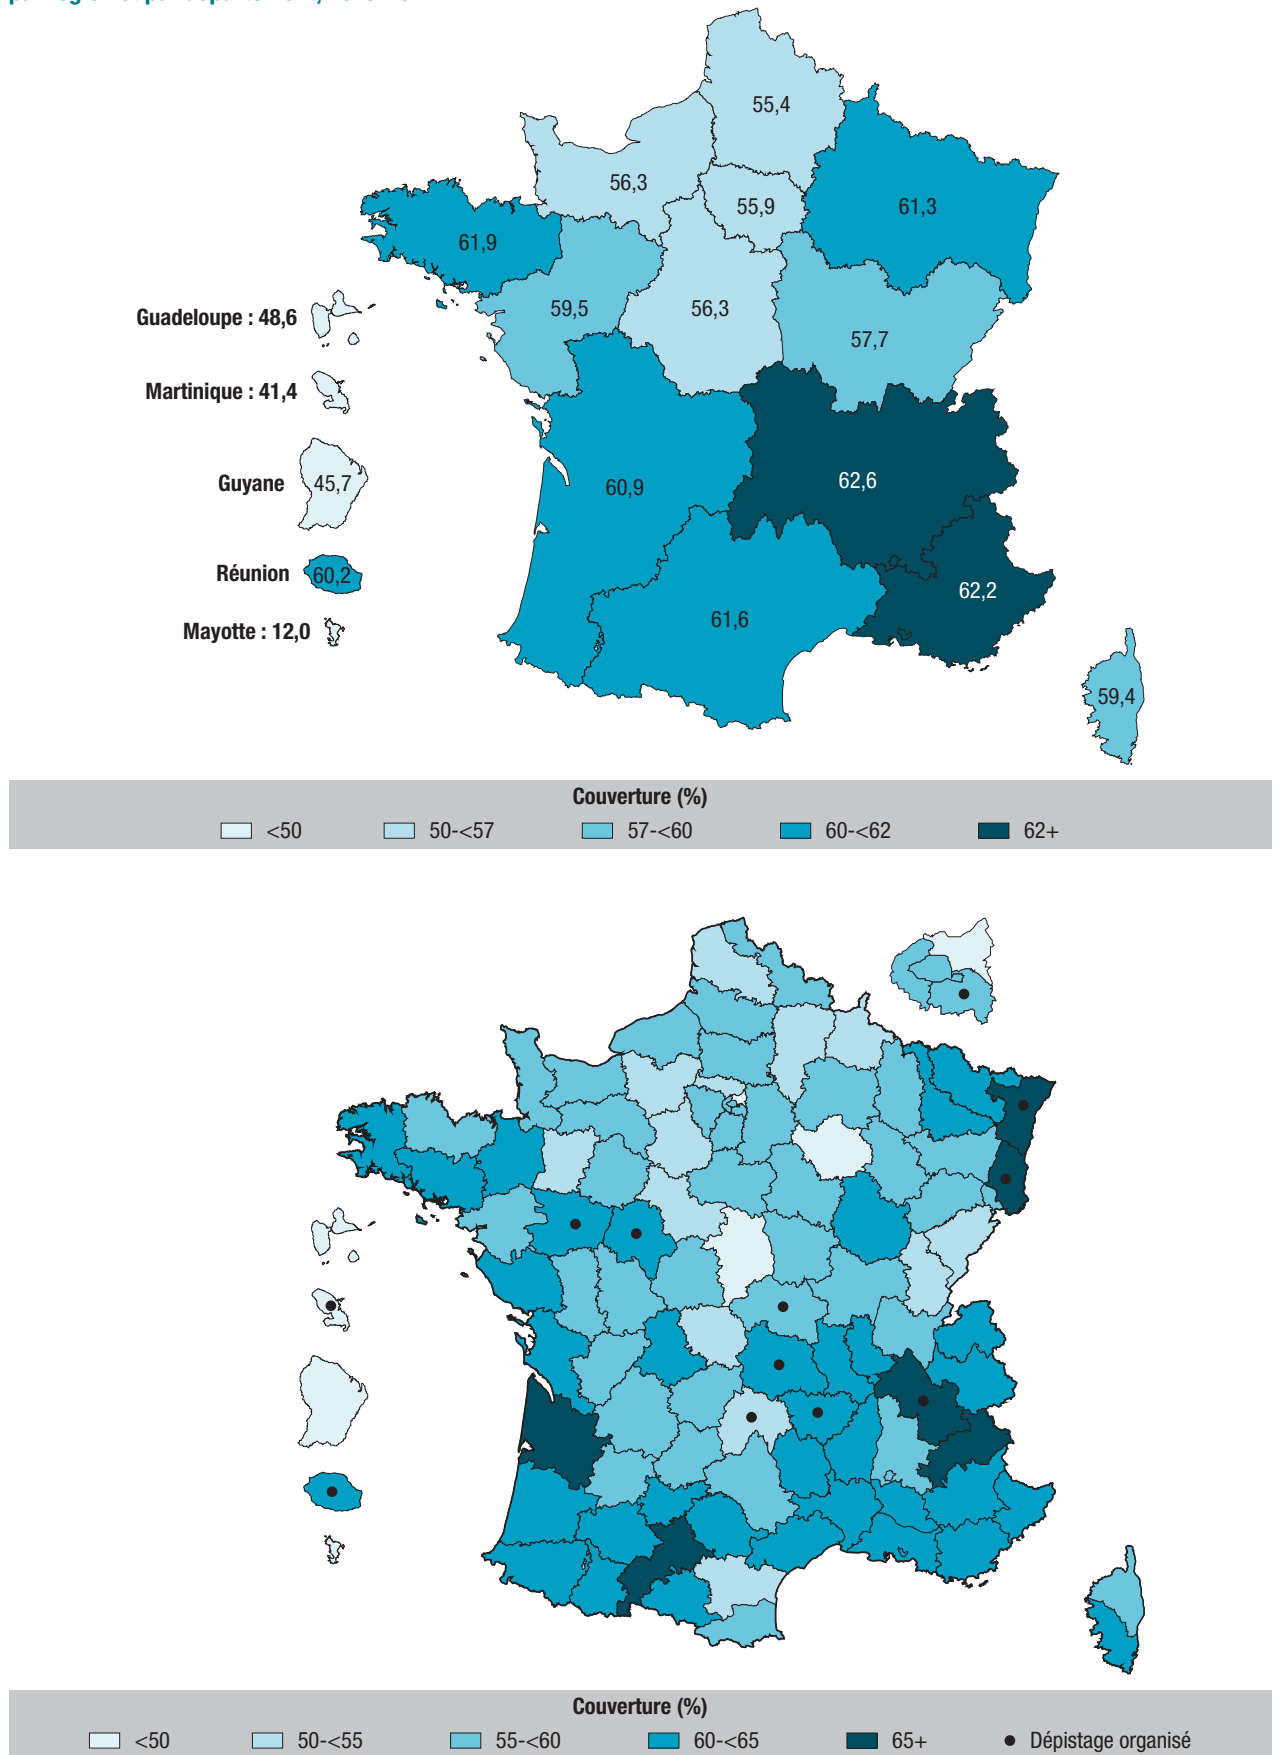 55,4
56,3
55,9
61,3
61,9
59,5
56,3
57,7
Guadeloupe : 48,6
Martinique : 41,4
Guyane 45,7
60,9
62,6
Réunion 60,2
62,2
61,6
Mayotte : 12,0
59,4
Couverture (%)
<50 50-<57 57-<60 60-<62 62+
Couverture (%)
<50 50-<55 55-<60 60-<65 65+ Dépistage organisé